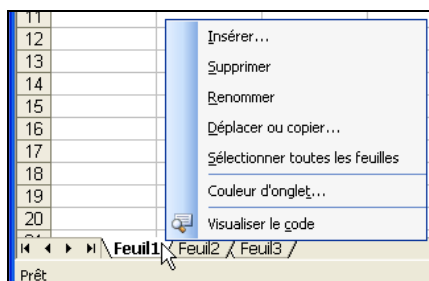 11
12
13
14
15
16
17
18
19
20
21
Insérer...
Supprimer
Renommer
Déplacer ou copier...
Sélectionner toutes les feuilles
Couleur d'onglet...
Visualiser le code
Feuil1 Feuil2 Feuil3
Prêt